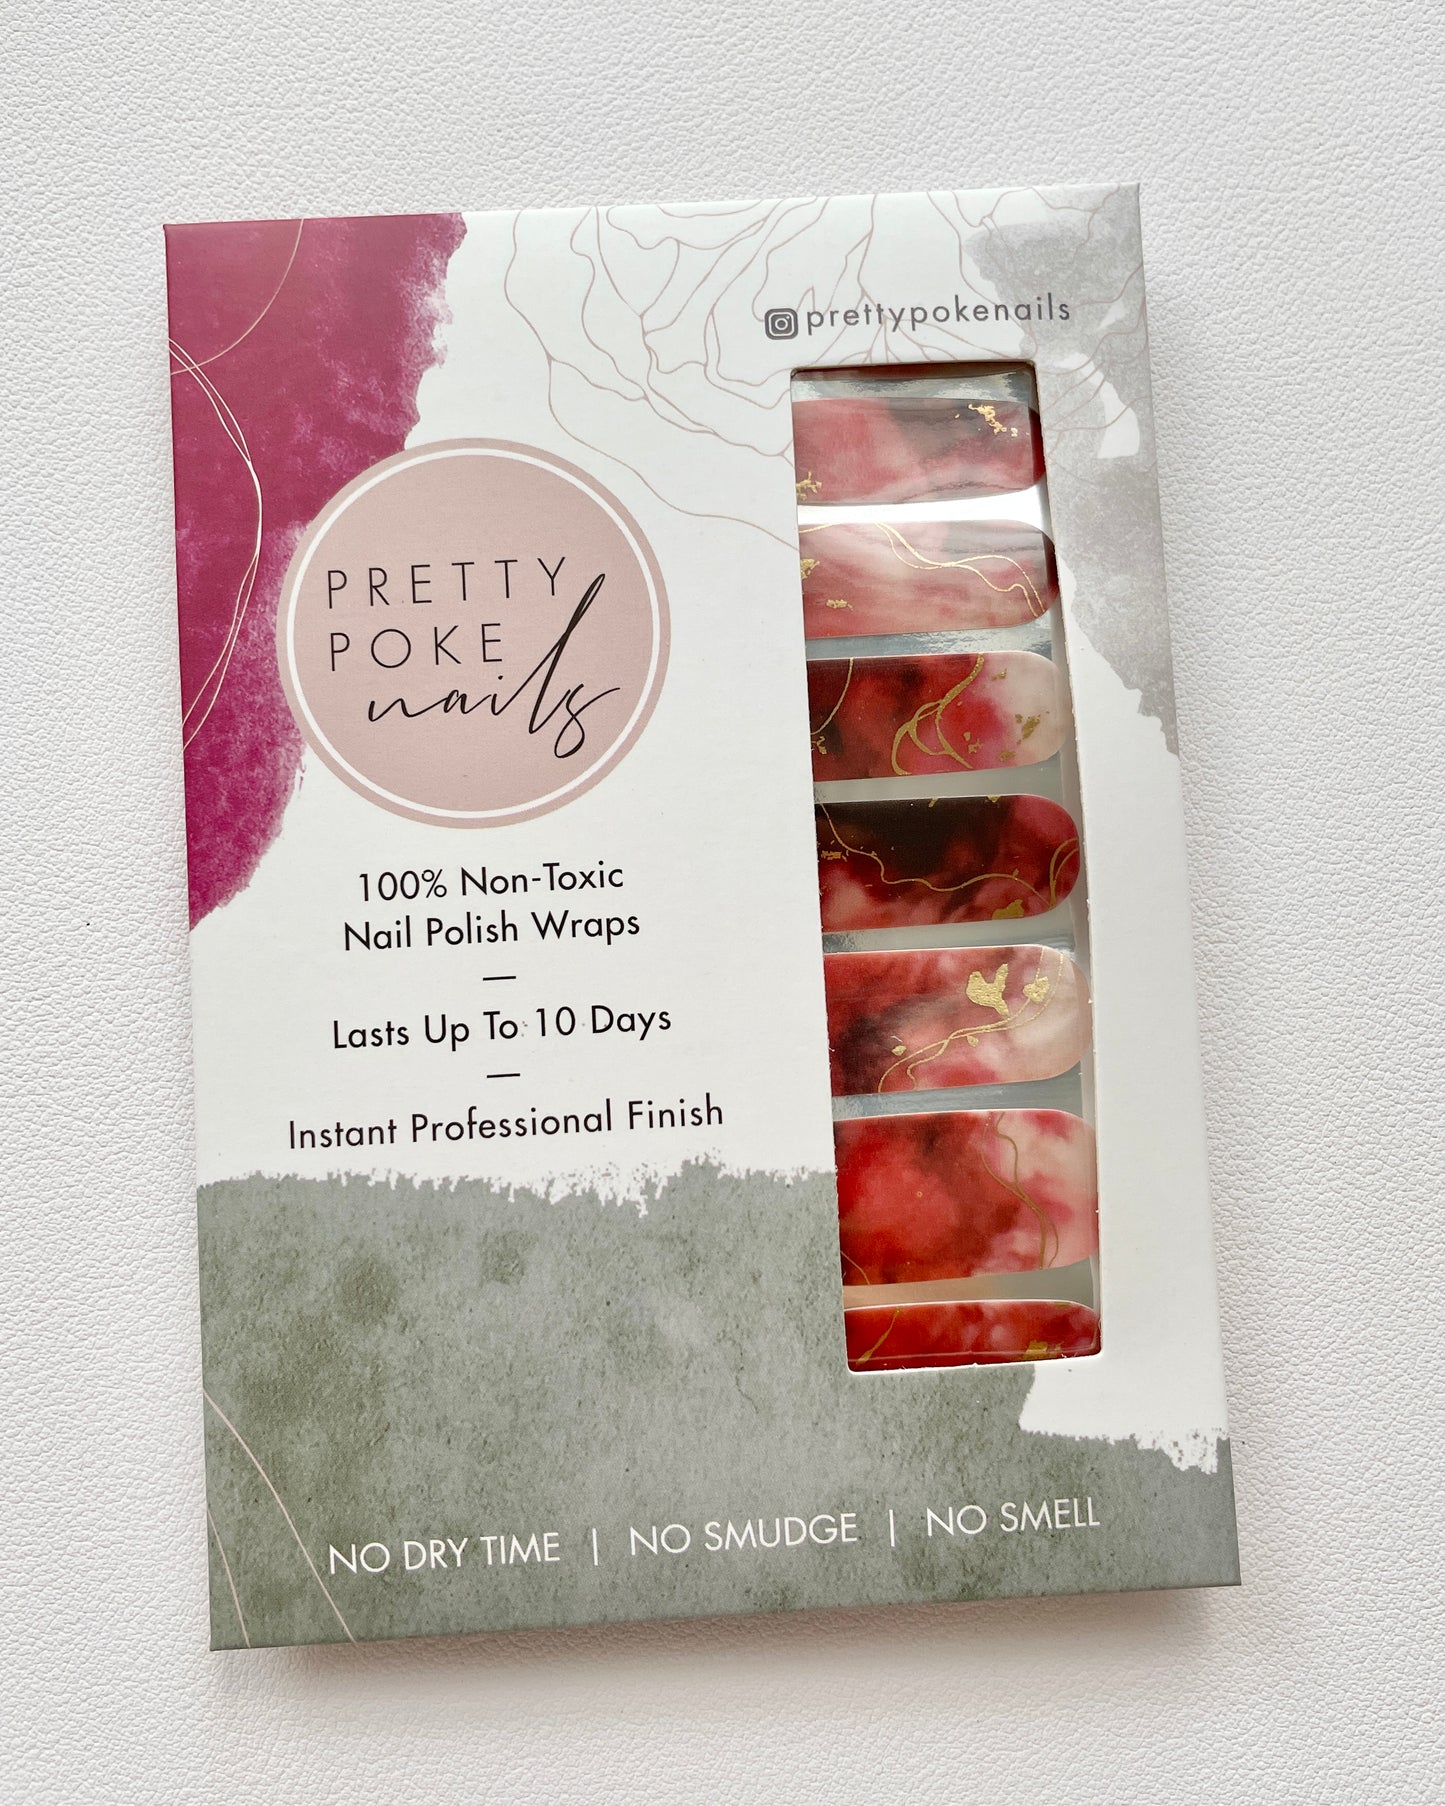 prettypokenails
PRETTY
POKE
nails
100% Non-Toxic
Nail Polish Wraps
—
Lasts Up To 10 Days
—
Instant Professional Finish
NO DRY TIME | NO SMUDGE | NO SMELL